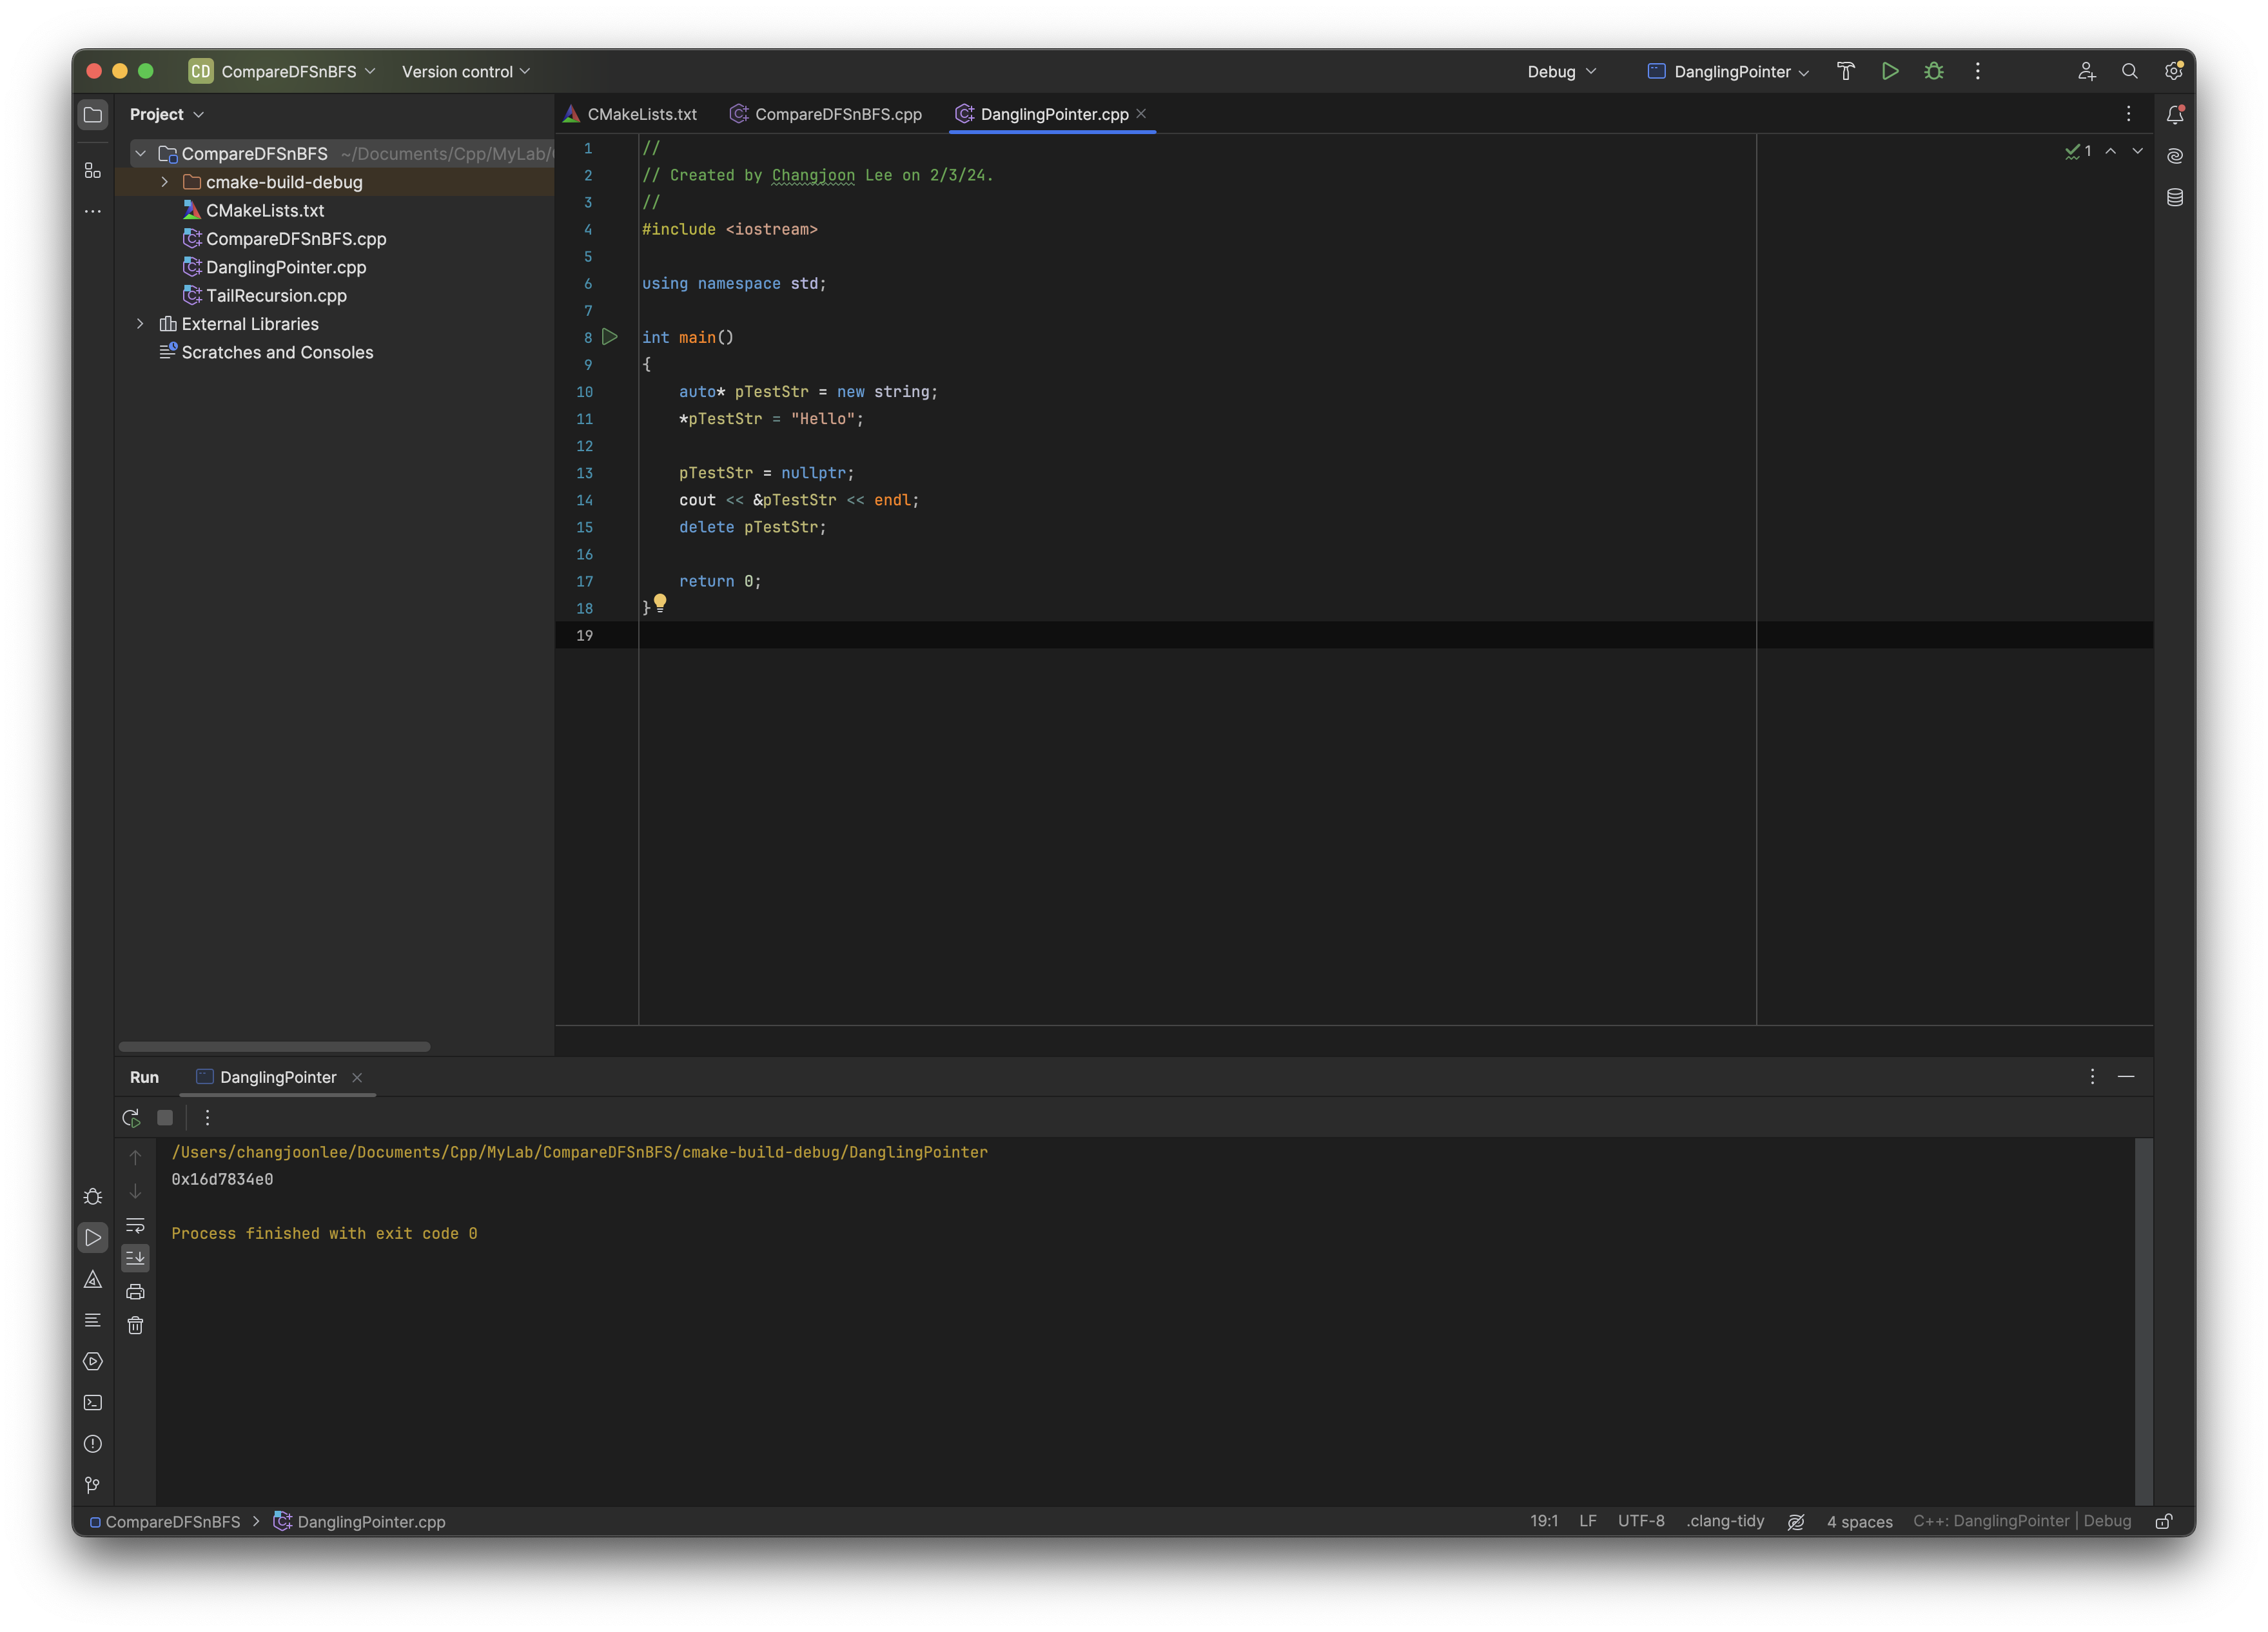 CD CompareDFSnBFS Version control Debug DanglingPointer
Project
CMakeLists.txt CompareDFSnBFS.cpp DanglingPointer.cpp
CompareDFSnBFS ~/Documents/Cpp/MyLab/
cmake-build-debug
CMakeLists.txt
CompareDFSnBFS.cpp
DanglingPointer.cpp
TailRecursion.cpp
External Libraries
Scratches and Consoles
1
1 //
2 // Created by Changjoon Lee on 2/3/24.
3 //
4 #include <iostream>
5
6 using namespace std;
7
8 int main()
9 {
10 auto* pTestStr = new string;
11 *pTestStr = "Hello";
12
13 pTestStr = nullptr;
14 cout << &pTestStr << endl;
15 delete pTestStr;
16
17 return 0;
18 }
19
Run DanglingPointer
/Users/changjoonlee/Documents/Cpp/MyLab/CompareDFSnBFS/cmake-build-debug/DanglingPointer
0x16d7834e0
Process finished with exit code 0
CompareDFSnBFS > DanglingPointer.cpp 19:1 LF UTF-8 .clang-tidy 4 spaces C++: DanglingPointer | Debug